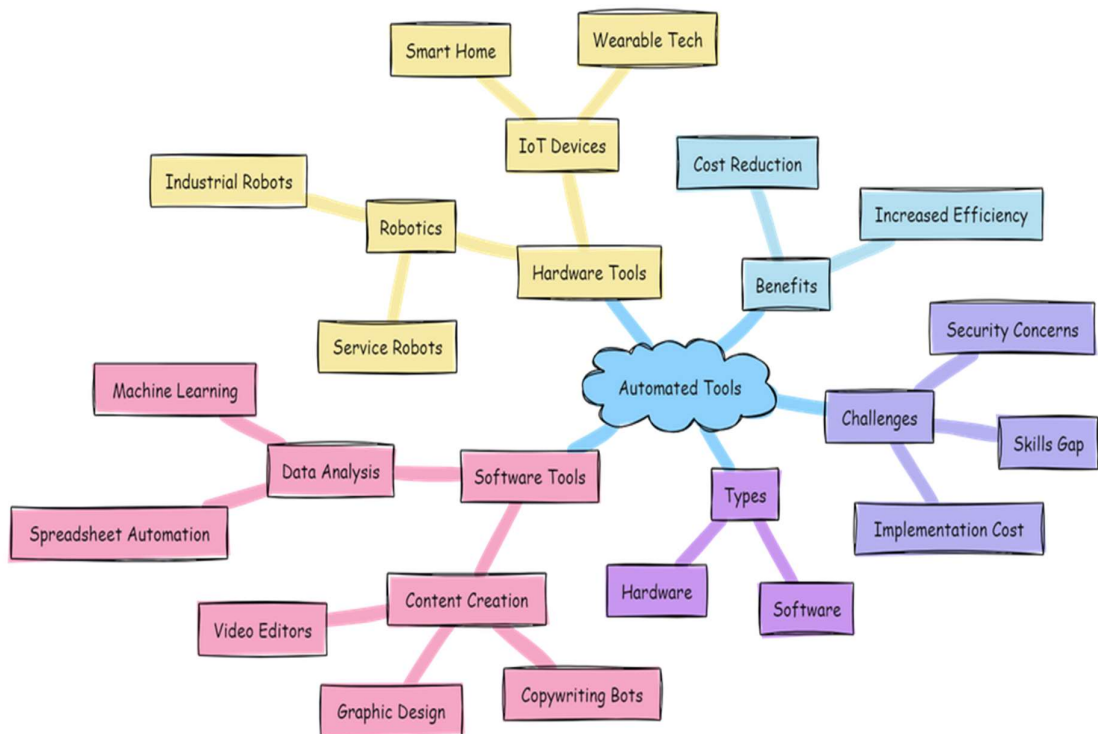 Wearable Tech
Smart Home
IoT Devices
Cost Reduction
Industrial Robots
Increased Efficiency
Robotics
Hardware Tools
Benefits
Security Concerns
Service Robots
Automated Tools
Machine Learning
Challenges
Skills Gap
Data Analysis
Software Tools
Types
Spreadsheet Automation
Implementation Cost
Hardware
Content Creation
Software
Video Editors
Copywriting Bots
Graphic Design